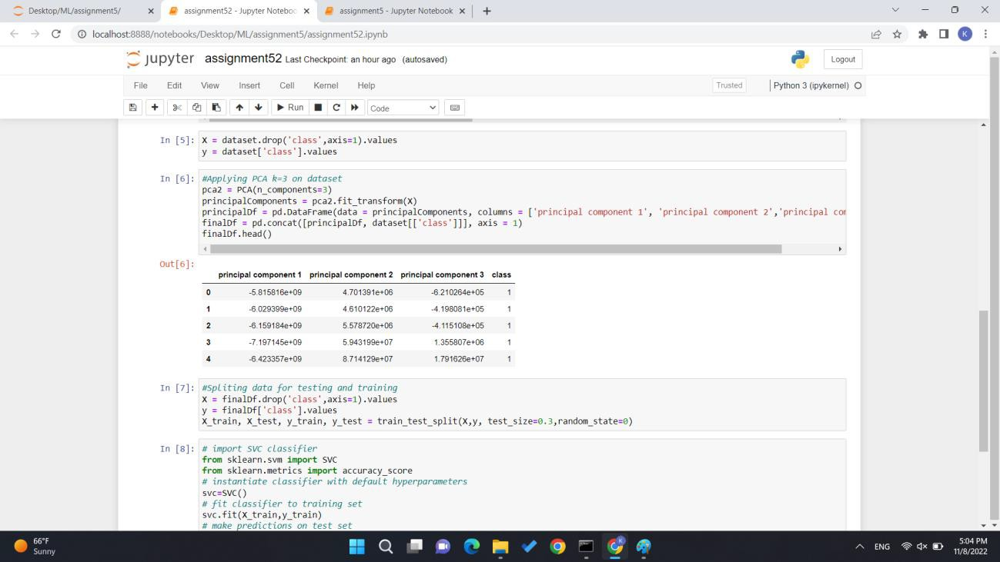 Desktop/ML/assignment5/
assignment52 - Jupyter Noteboo
assignment5 - Jupyter Notebook
localhost:8888/notebooks/Desktop/ML/assignment5/assignment52.ipynb
K
jupyter assignment52 Last Checkpoint: an hour ago (autosaved)
Logout
File Edit View Insert Cell Kernel Help
Trusted
Python 3 (ipykernel)
Run
Code
In [5]: X = dataset.drop('class',axis=1).values
y = dataset['class'].values
In [6]: #Applying PCA k=3 on dataset
pca2 = PCA(n_components=3)
principalComponents = pca2.fit_transform(X)
principalDf = pd.DataFrame(data = principalComponents, columns = ['principal component 1', 'principal component 2','principal com
finalDf = pd.concat([principalDf, dataset[['class']]], axis = 1)
finalDf.head()
Out[6]:
principal component 1 principal component 2 principal component 3 class
0 -5.815816e+09 4.701391e+06 -6.210264e+05 1
1 -6.029399e+09 4.610122e+06 -4.198081e+05 1
2 -6.159184e+09 5.578720e+06 -4.115108e+05 1
3 -7.197145e+09 5.943199e+07 1.355807e+06 1
4 -6.423357e+09 8.714129e+07 1.791626e+07 1
In [7]: #Spliting data for testing and training
X = finalDf.drop('class',axis=1).values
y = finalDf['class'].values
X_train, X_test, y_train, y_test = train_test_split(X,y, test_size=0.3,random_state=0)
In [8]: # import SVC classifier
from sklearn.svm import SVC
from sklearn.metrics import accuracy_score
# instantiate classifier with default hyperparameters
svc=SVC()
# fit classifier to training set
svc.fit(X_train,y_train)
# make predictions on test set
66°F
Sunny
K
ENG
5:04 PM
11/8/2022